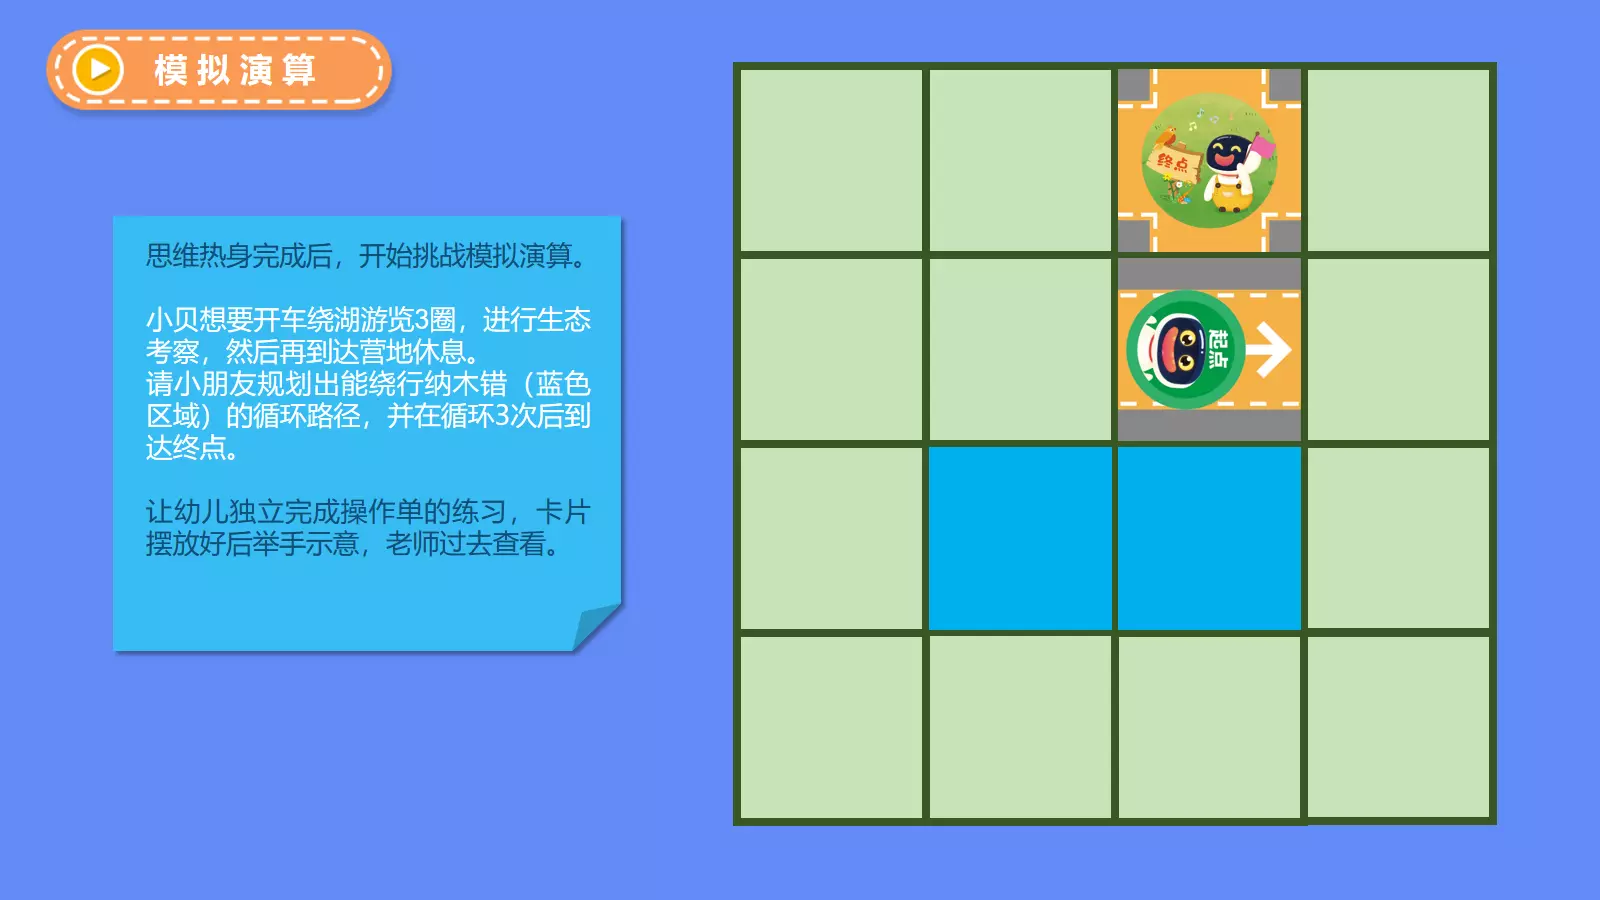 模拟演算
思维热身完成后，开始挑战模拟演算。
小贝想要开车绕湖游览3圈，进行生态
考察，然后再到达营地休息。
请小朋友规划出能绕行纳木错（蓝色
区域）的循环路径，并在循环3次后到
达终点。
让幼儿独立完成操作单的练习，卡片
摆放好后举手示意，老师过去查看。
终点
起点